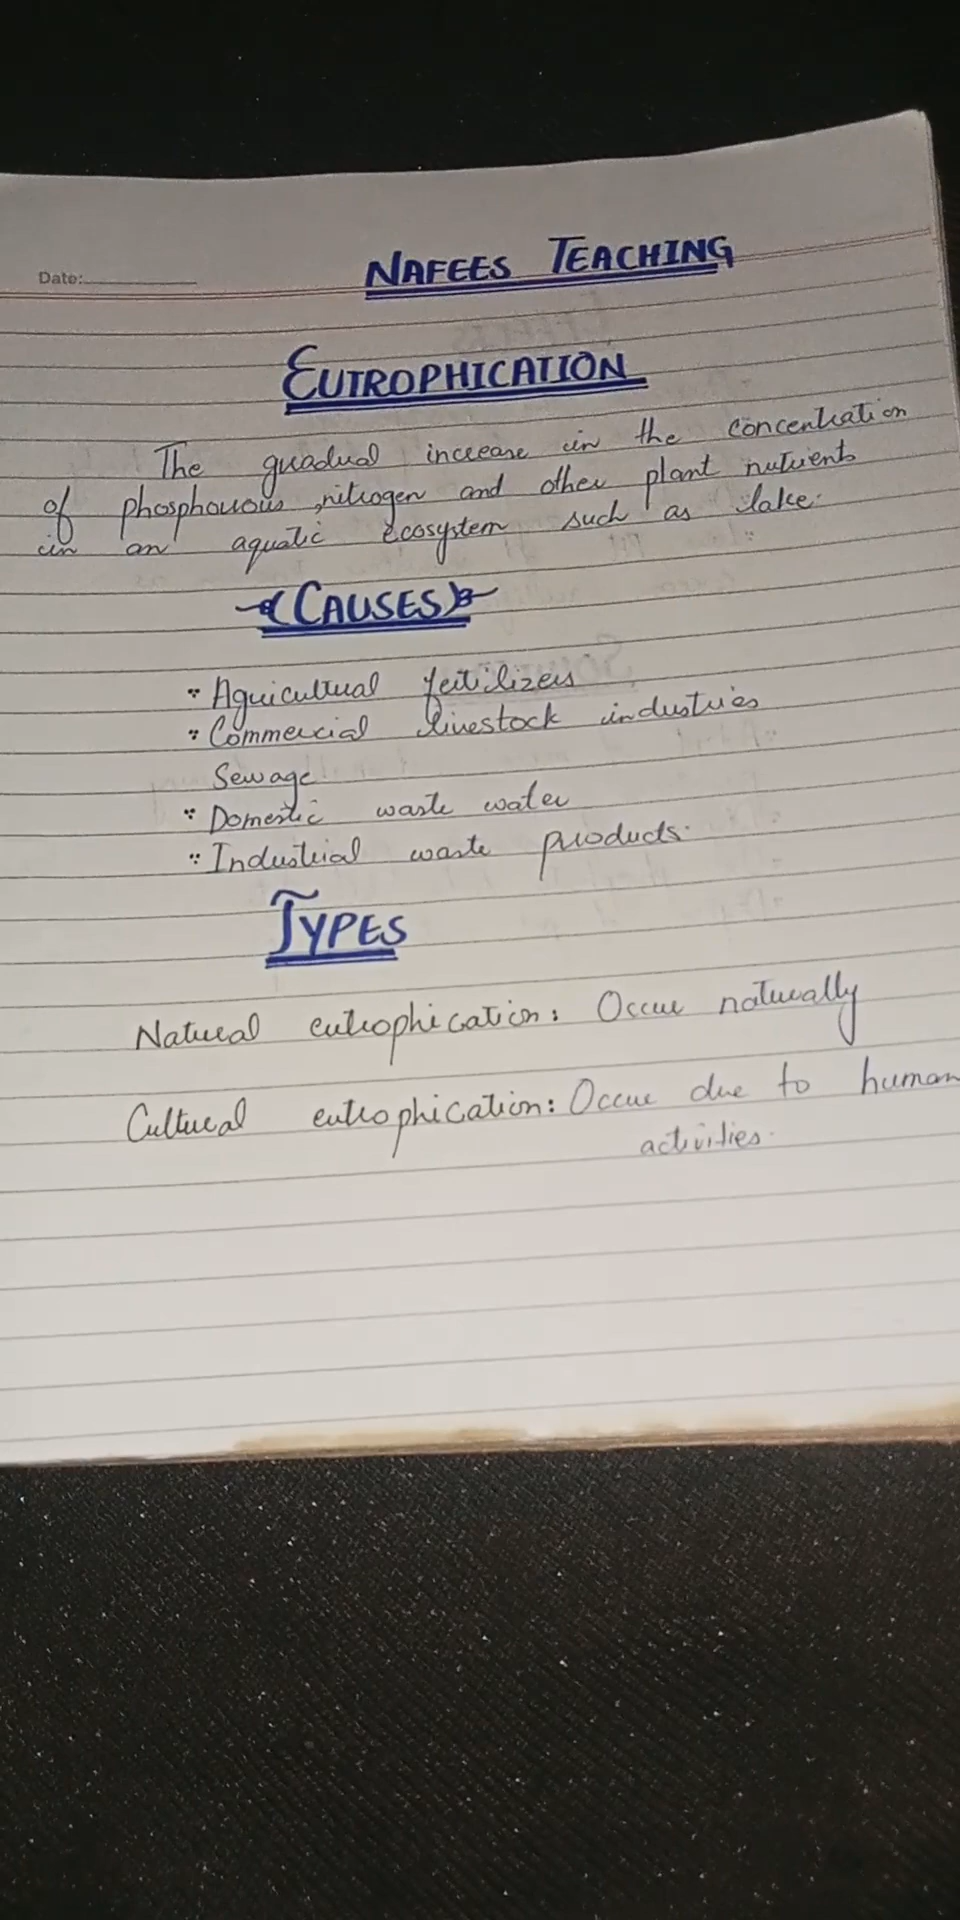 Date:
NAFEES TEACHING
EUTROPHICATION
The gradual increase in the concentration
of phosphorous, nitrogen and other plant nutrients
in an aquatic ecosystem such as lake.
CAUSES
Agricultural fertilizers
Commercial livestock industries
Sewage
Domestic waste water
Industrial waste products.
TYPES
Natural eutrophication: Occur naturally
Cultural eutrophication: Occur due to human
activities.